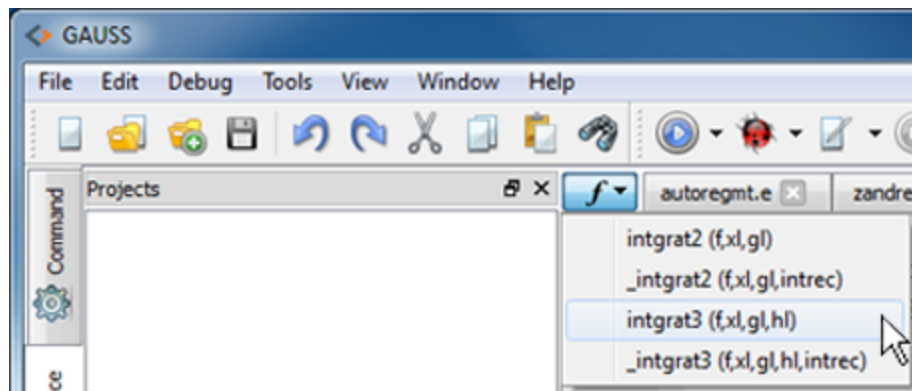 GAUSS
File Edit Debug Tools View Window Help
Command
Projects
f
autoregmt.e
zandre
intgrat2 (f,xl,gl)
_intgrat2 (f,xl,gl,intrec)
intgrat3 (f,xl,gl,hl)
_intgrat3 (f,xl,gl,hl,intrec)
ce